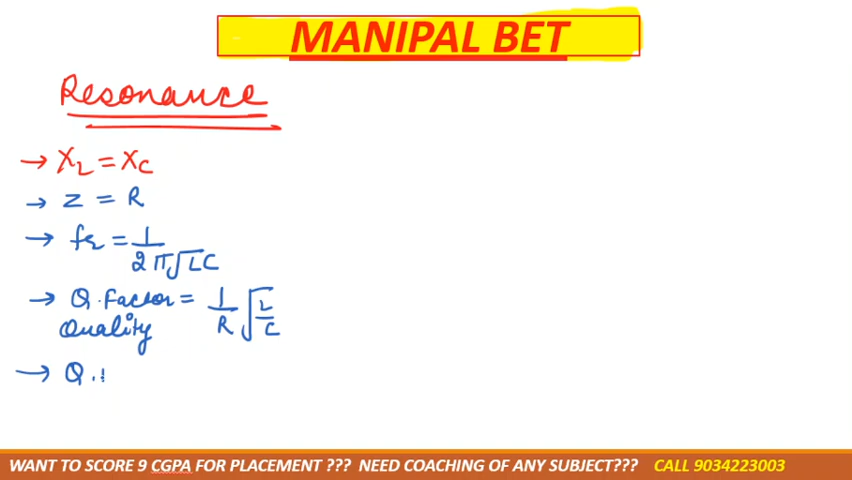 MANIPAL BET
Resonance
→ XL = XC
→ Z = R
→ fr = 1 / 2π√LC
→ Q. Factor = 1/R √L/C
Quality
→ Q.
WANT TO SCORE 9 CGPA FOR PLACEMENT ??? NEED COACHING OF ANY SUBJECT??? CALL 9034223003